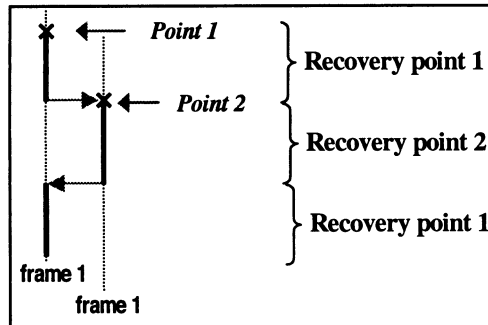 Point 1
Recovery point 1
Point 2
Recovery point 2
Recovery point 1
frame 1
frame 1